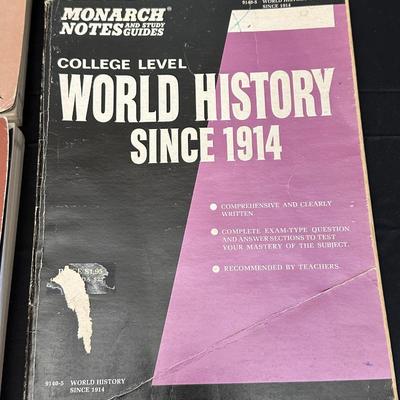 MONARCH
NOTES AND STUDY GUIDES
9140-5 WORLD HISTORY
SINCE 1914
X.
COLLEGE LEVEL
WORLD HISTORY
SINCE 1914
• COMPREHENSIVE AND CLEARLY
WRITTEN.
• COMPLETE EXAM-TYPE QUESTION
AND ANSWER SECTIONS TO TEST
YOUR MASTERY OF THE SUBJECT.
• RECOMMENDED BY TEACHERS.
$1.95
9140-5 WORLD HISTORY
SINCE 1914